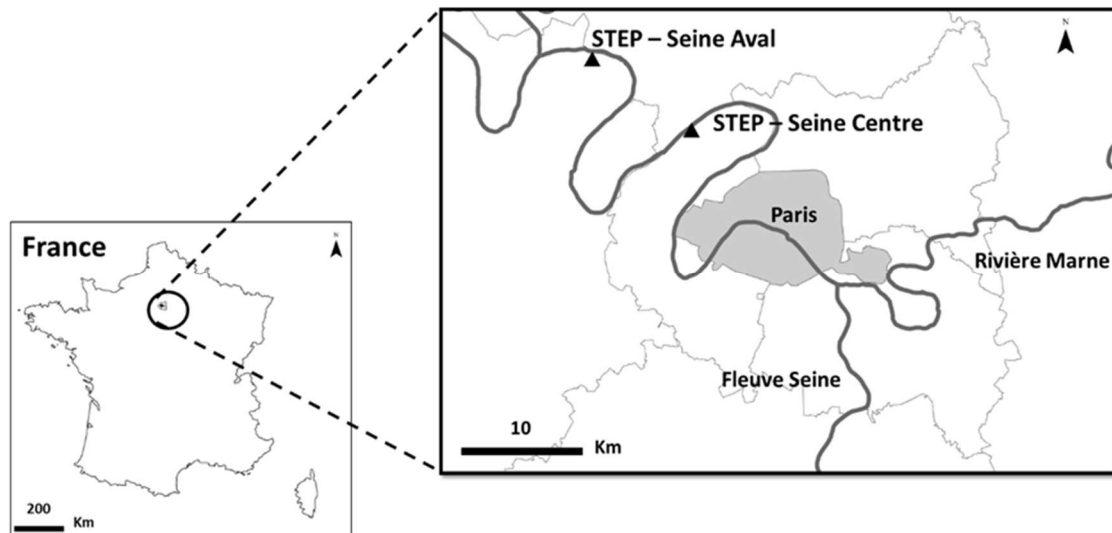 France
N
200
Km
N
STEP – Seine Aval
STEP – Seine Centre
Paris
Rivière Marne
Fleuve Seine
10
Km